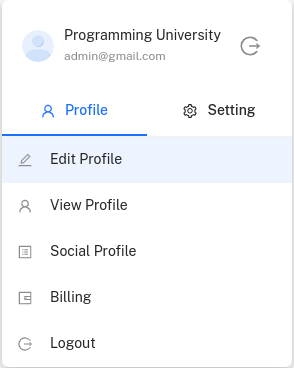 Programming University
admin@gmail.com
Profile
Setting
Edit Profile
View Profile
Social Profile
Billing
Logout